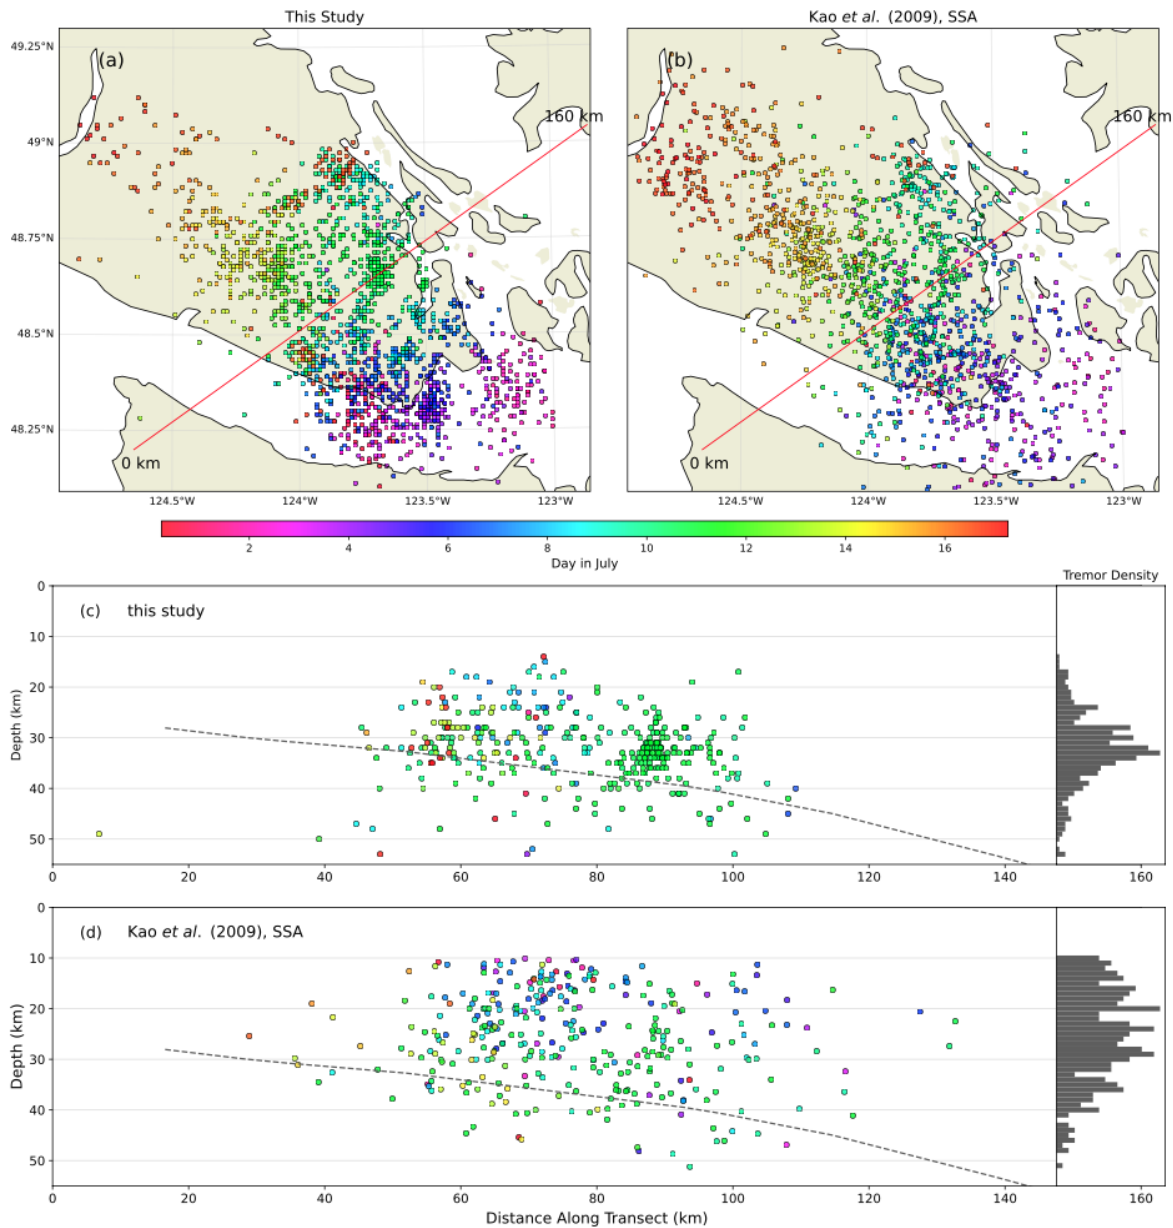 This Study
Kao et al. (2009), SSA
49.25°N
49°N
48.75°N
48.5°N
48.25°N
(a)
160 km
0 km
(b)
160 km
0 km
124.5°W
124°W
123.5°W
123°W
124.5°W
124°W
123.5°W
123°W
2
4
6
8
10
12
14
16
Day in July
Tremor Density
(c) this study
0
10
20
30
40
50
Depth (km)
0
20
40
60
80
100
120
140
160
(d) Kao et al. (2009), SSA
0
10
20
30
40
50
Depth (km)
0
20
40
60
80
100
120
140
160
Distance Along Transect (km)